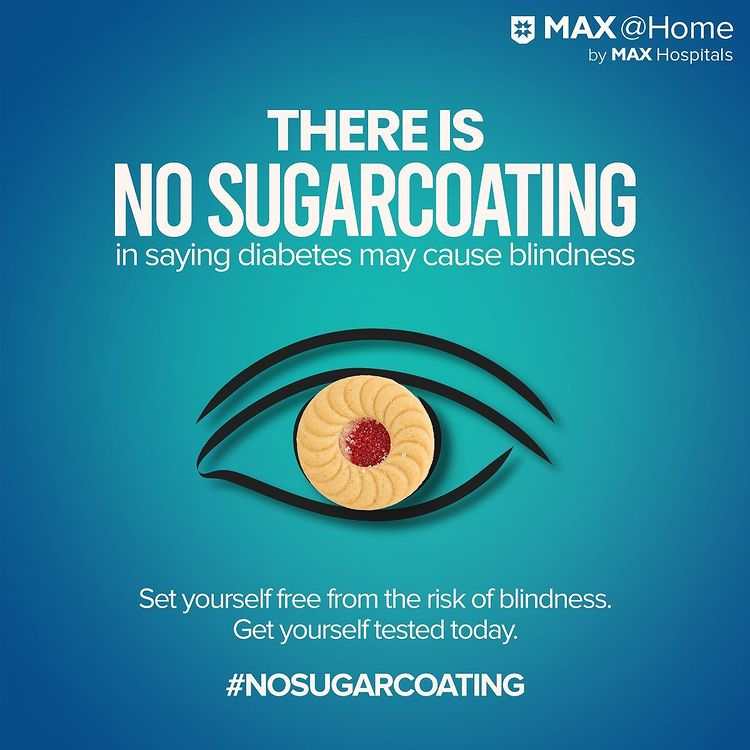 MAX @Home
by MAX Hospitals
THERE IS
NO SUGARCOATING
in saying diabetes may cause blindness
Set yourself free from the risk of blindness.
Get yourself tested today.
#NOSUGARCOATING